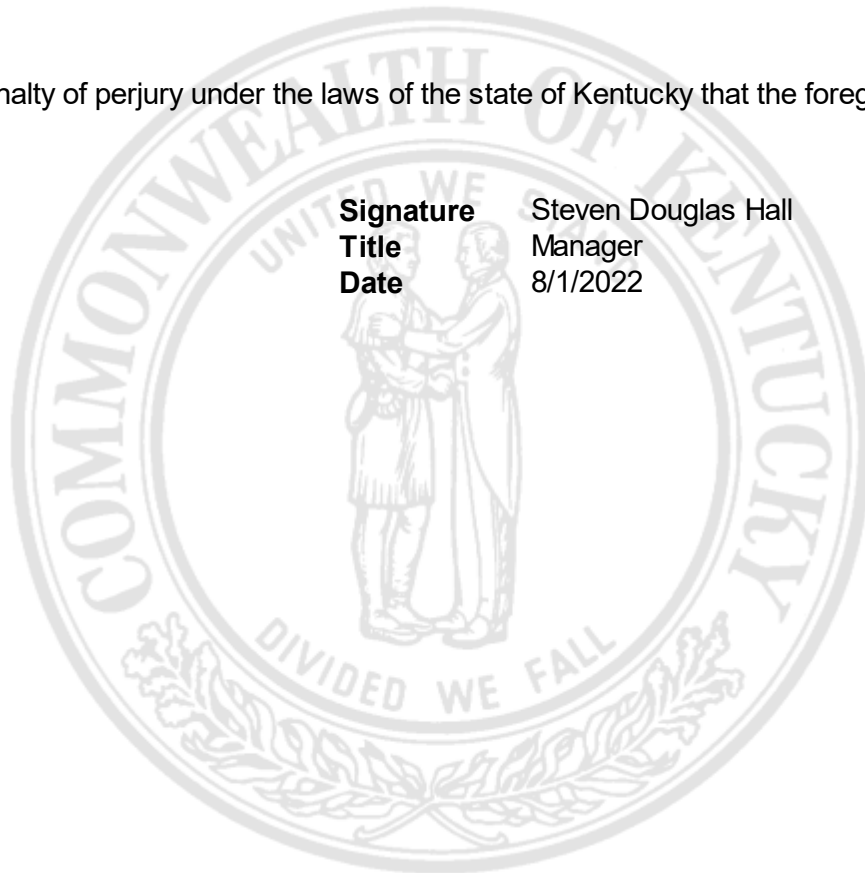 nalty of perjury under the laws of the state of Kentucky that the foreg
Signature Steven Douglas Hall
Title Manager
Date 8/1/2022
COMMONWEALTH OF KENTUCKY
UNITED WE STAND
DIVIDED WE FALL